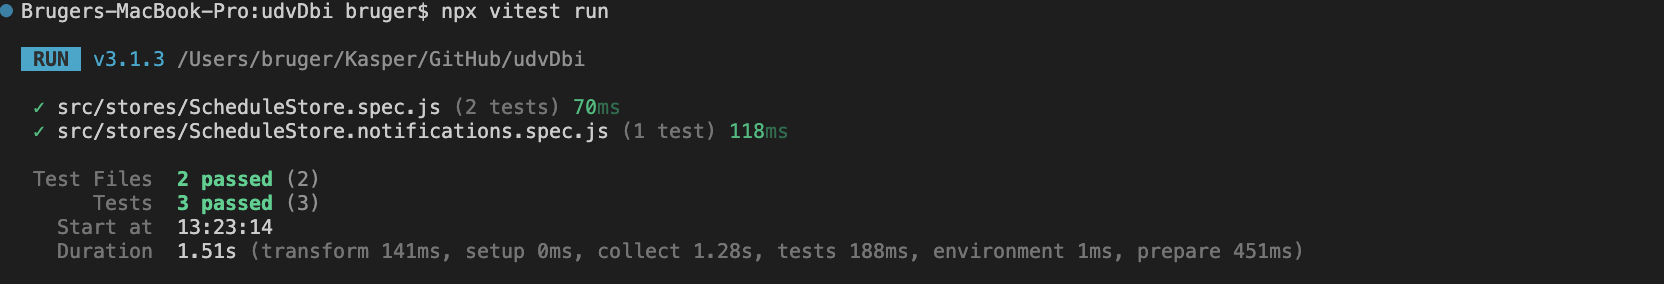 Brugers-MacBook-Pro:udvDbi bruger$ npx vitest run
RUN v3.1.3 /Users/bruger/Kasper/GitHub/udvDbi
✓ src/stores/ScheduleStore.spec.js (2 tests) 70ms
✓ src/stores/ScheduleStore.notifications.spec.js (1 test) 118ms
Test Files 2 passed (2)
Tests 3 passed (3)
Start at 13:23:14
Duration 1.51s (transform 141ms, setup 0ms, collect 1.28s, tests 188ms, environment 1ms, prepare 451ms)